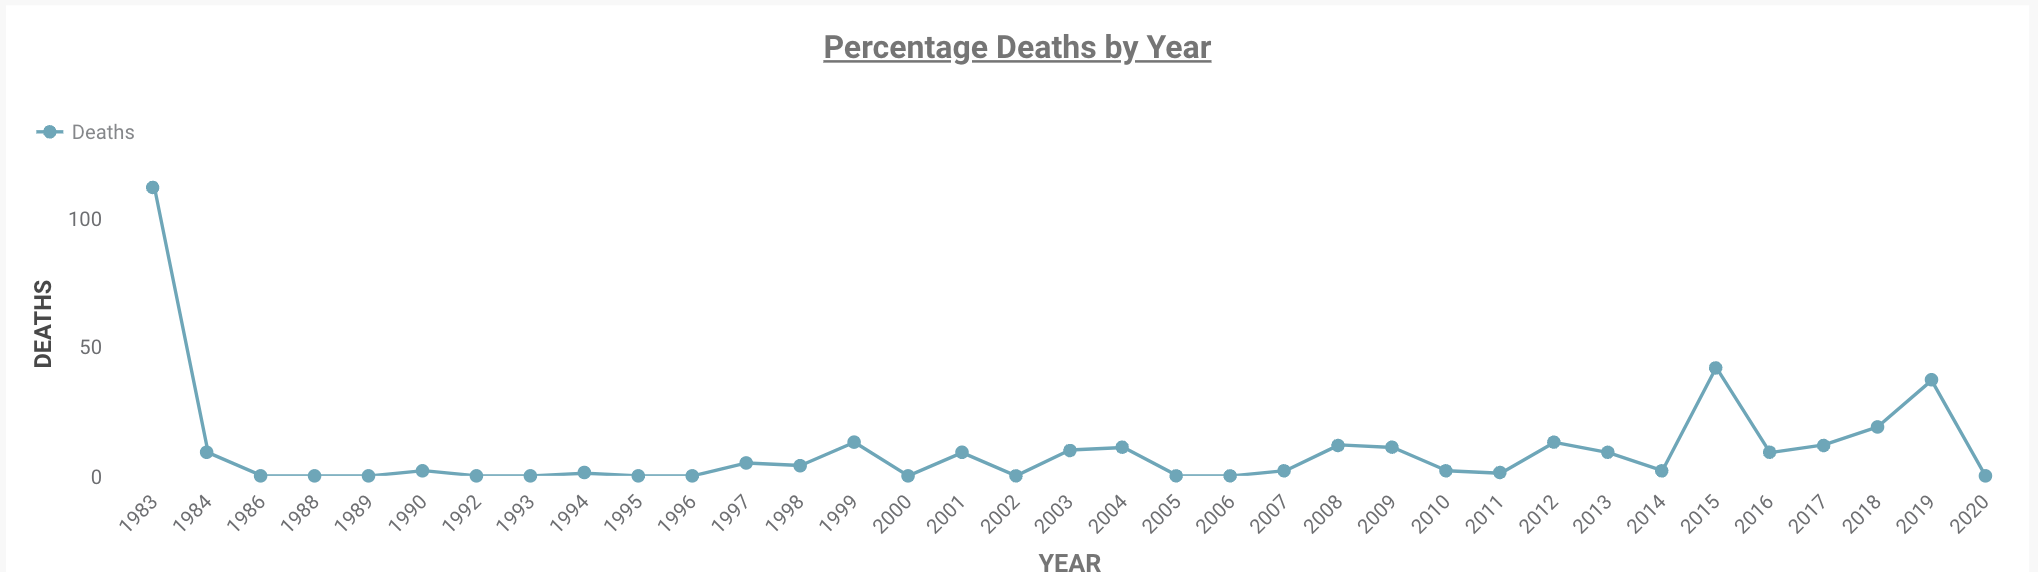 Percentage Deaths by Year
Deaths
100
50
0
DEATHS
1983 1984 1986 1988 1989 1990 1992 1993 1994 1995 1996 1997 1998 1999 2000 2001 2002 2003 2004 2005 2006 2007 2008 2009 2010 2011 2012 2013 2014 2015 2016 2017 2018 2019 2020
YEAR